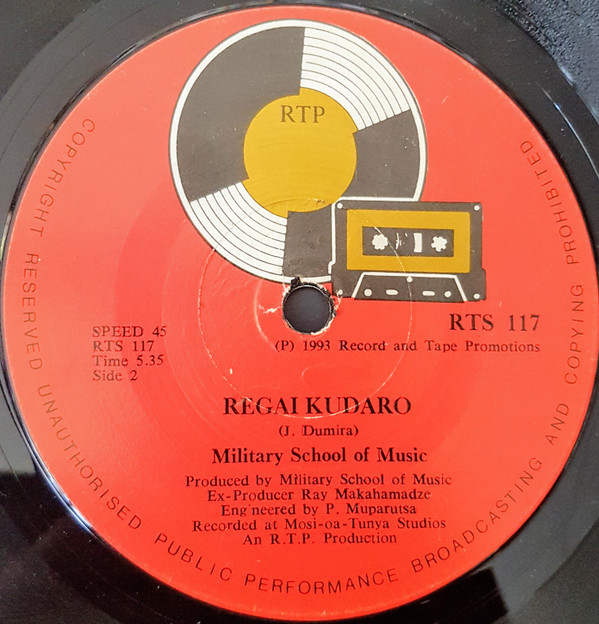 RTP
RTS 117
(P) 1993 Record and Tape Promotions
SPEED 45
RTS 117
Time 5.35
Side 2
REGAI KUDARO
(J. Dumira)
Military School of Music
Produced by Military School of Music
Ex-Producer Ray Makahamadze
Eng'neered by P. Muparutsa
Recorded at Mosi-oa-Tunya Studios
An R.T.P. Production
COPYRIGHT RESERVED UNAUTHORISED PUBLIC PERFORMANCE BROADCASTING AND COPYING PROHIBITED